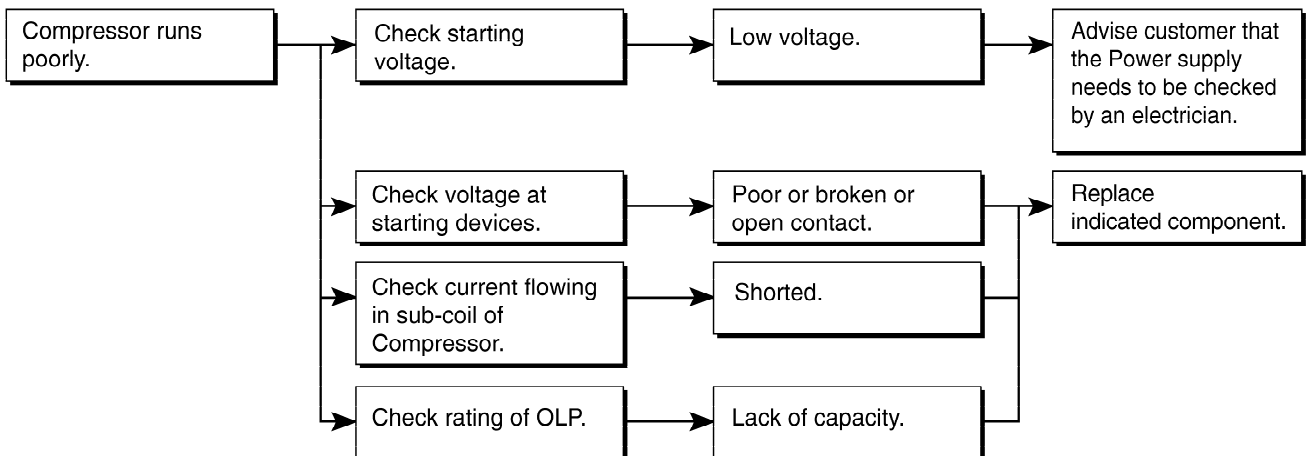 Compressor runs
poorly.
Check starting
voltage.
Low voltage.
Advise customer that
the Power supply
needs to be checked
by an electrician.
Check voltage at
starting devices.
Poor or broken or
open contact.
Replace
indicated component.
Check current flowing
in sub-coil of
Compressor.
Shorted.
Check rating of OLP.
Lack of capacity.